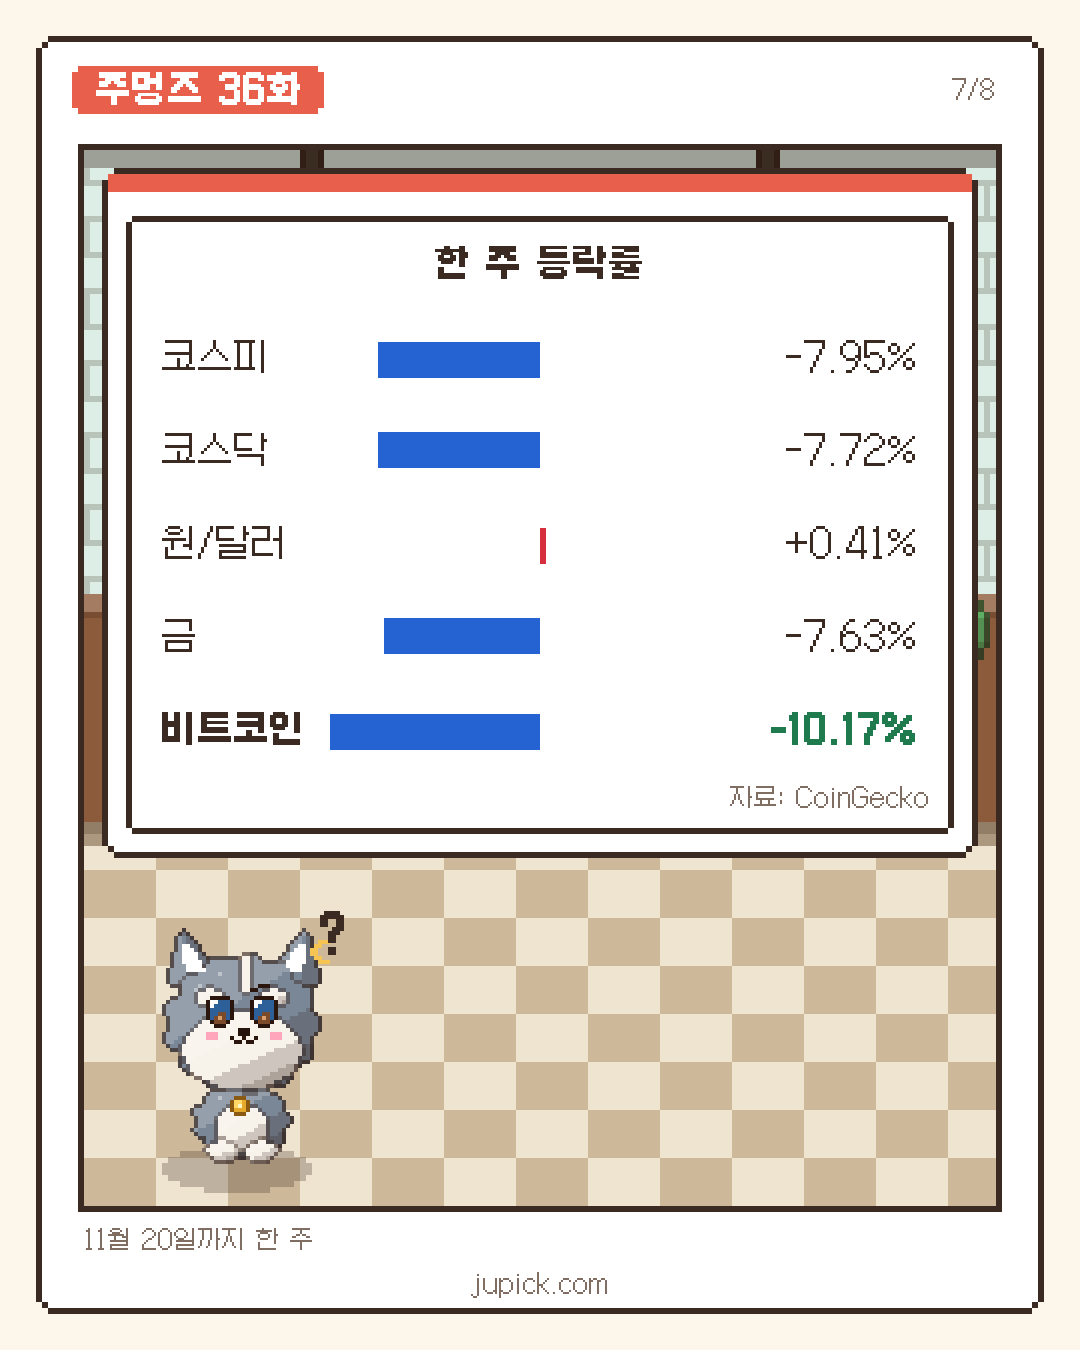 주멍즈 36화
7/8
한 주 등락률
코스피 -7.95%
코스닥 -7.72%
원/달러 +0.41%
금 -7.63%
비트코인 -10.17%
자료: CoinGecko
?
11월 20일까지 한 주
jupick.com